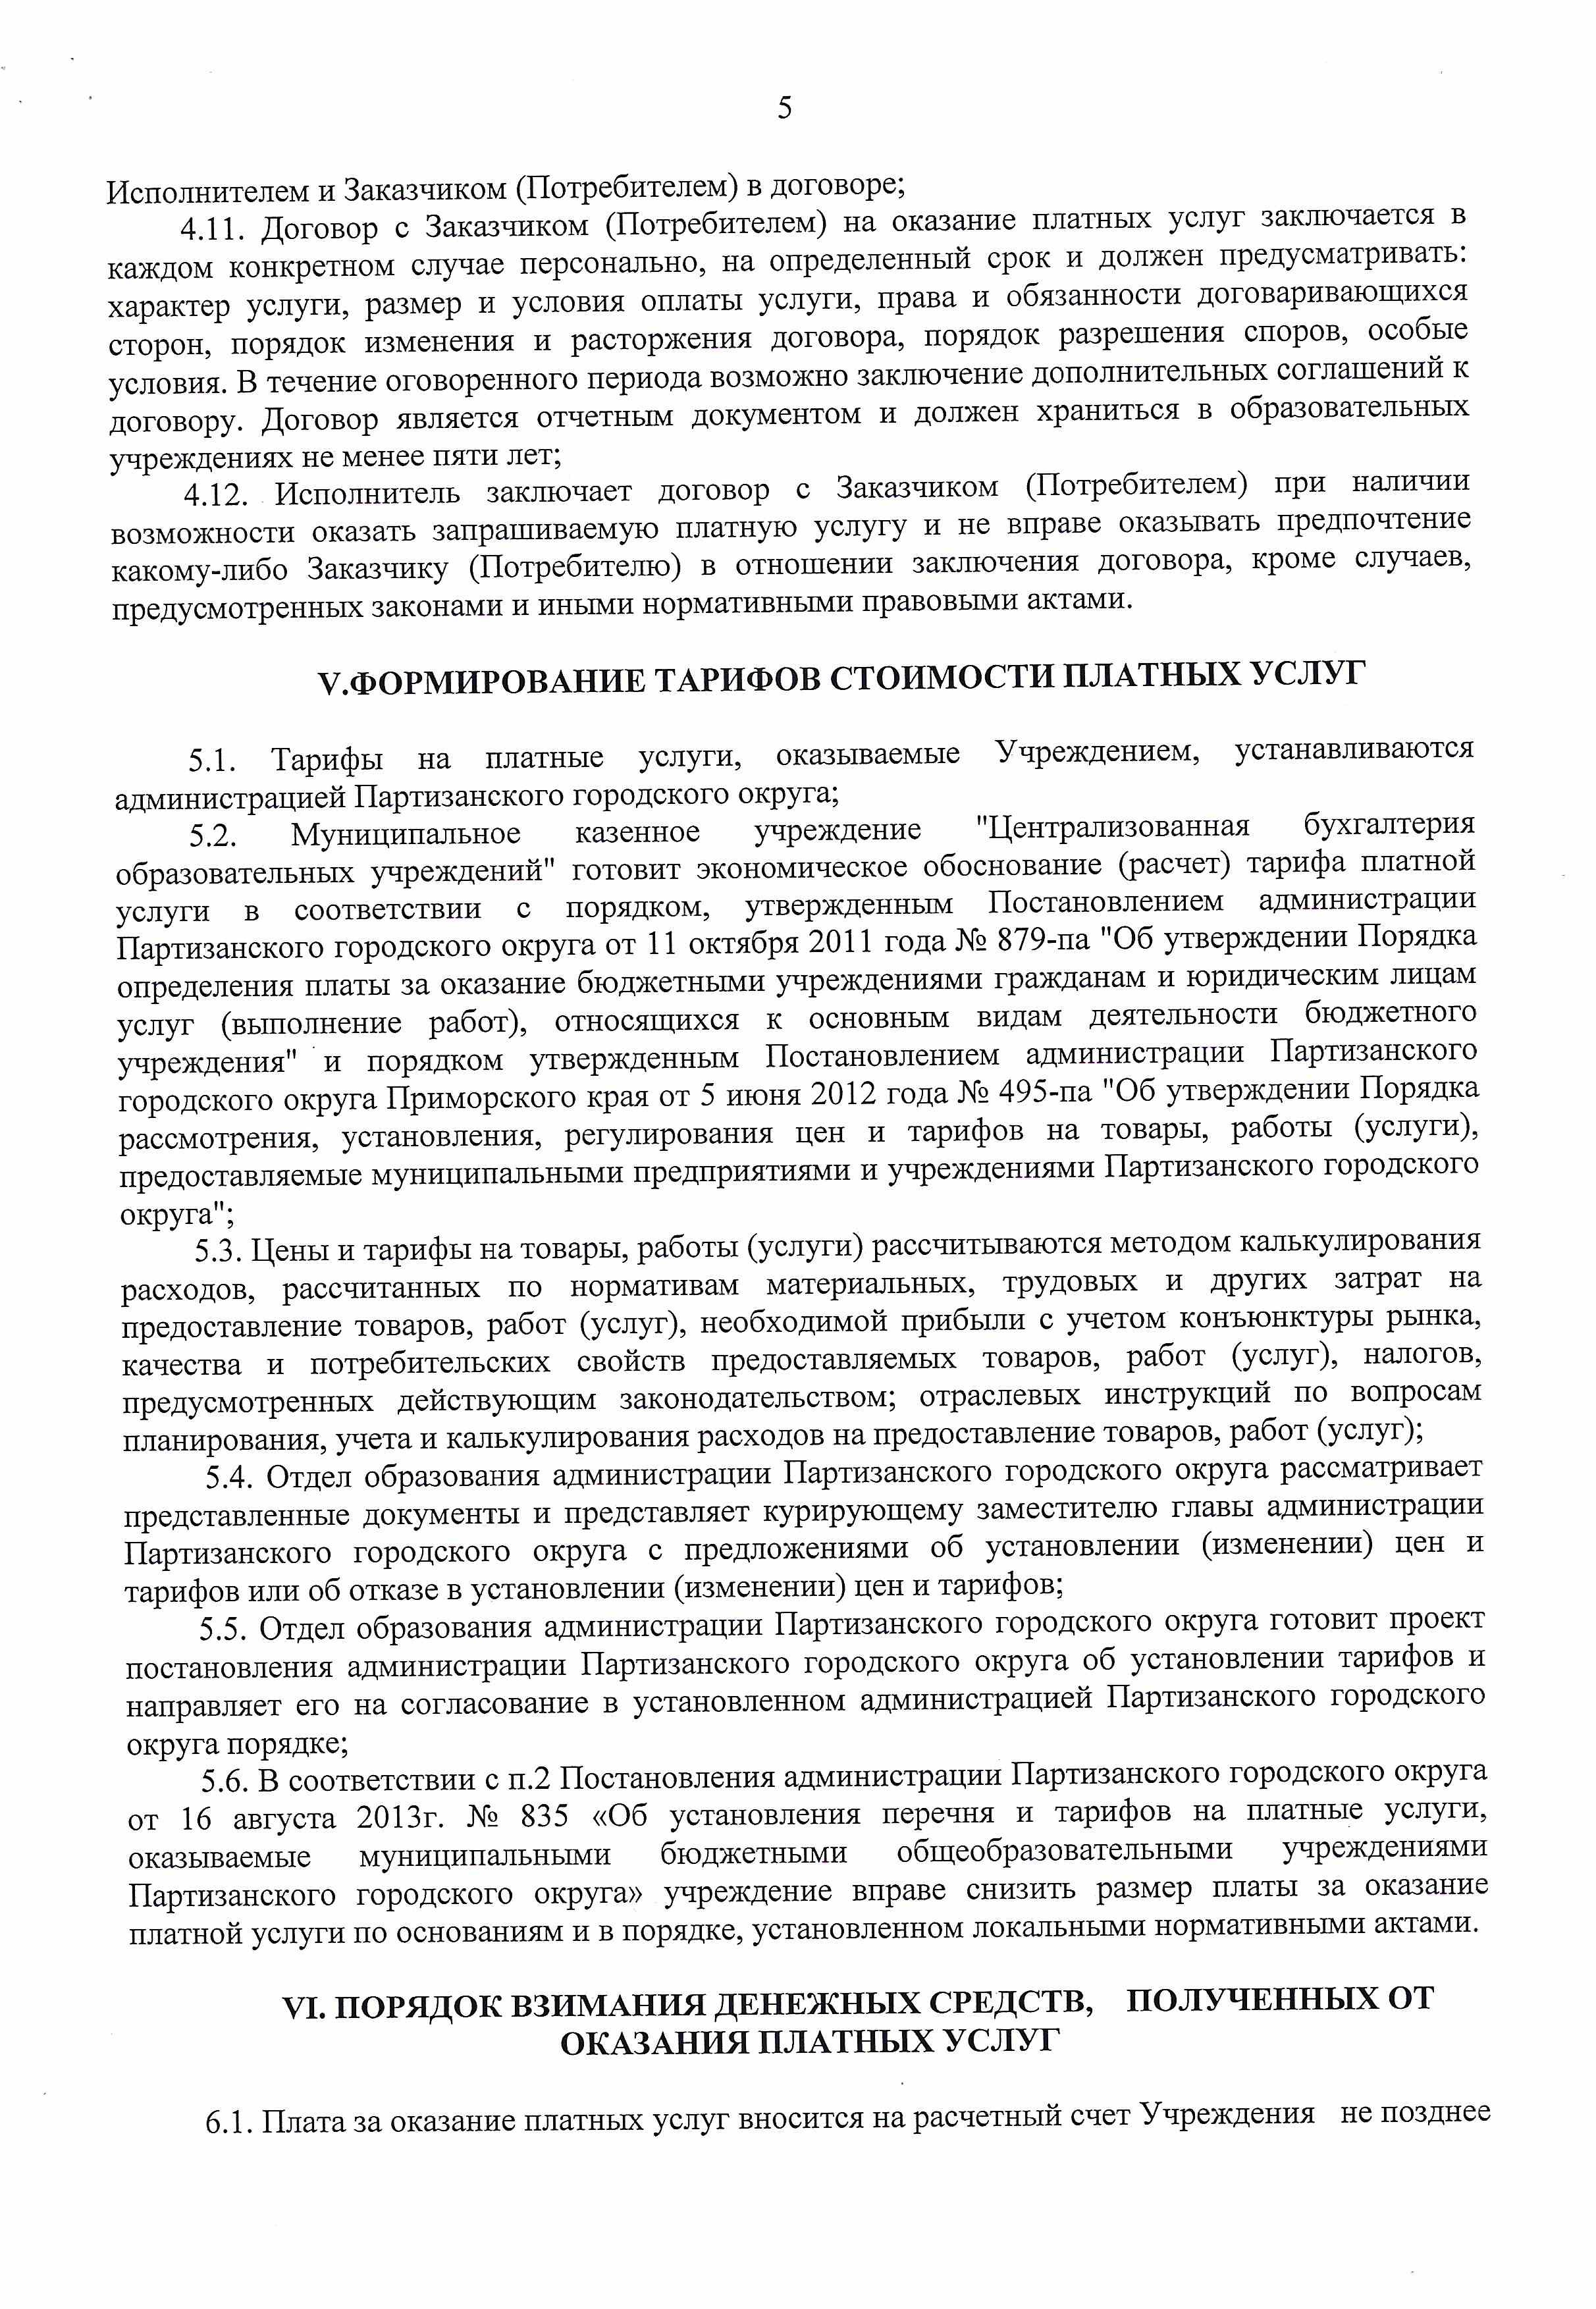 5
Исполнителем и Заказчиком (Потребителем) в договоре;
4.11. Договор с Заказчиком (Потребителем) на оказание платных услуг заключается в
каждом конкретном случае персонально, на определенный срок и должен предусматривать:
характер услуги, размер и условия оплаты услуги, права и обязанности договаривающихся
сторон, порядок изменения и расторжения договора, порядок разрешения споров, особые
условия. В течение оговоренного периода возможно заключение дополнительных соглашений к
договору. Договор является отчетным документом и должен храниться в образовательных
учреждениях не менее пяти лет;
4.12. Исполнитель заключает договор с Заказчиком (Потребителем) при наличии
возможности оказать запрашиваемую платную услугу и не вправе оказывать предпочтение
какому-либо Заказчику (Потребителю) в отношении заключения договора, кроме случаев,
предусмотренных законами и иными нормативными правовыми актами.
V.ФОРМИРОВАНИЕ ТАРИФОВ СТОИМОСТИ ПЛАТНЫХ УСЛУГ
5.1. Тарифы на платные услуги, оказываемые Учреждением, устанавливаются
администрацией Партизанского городского округа;
5.2. Муниципальное казенное учреждение "Централизованная бухгалтерия
образовательных учреждений" готовит экономическое обоснование (расчет) тарифа платной
услуги в соответствии с порядком, утвержденным Постановлением администрации
Партизанского городского округа от 11 октября 2011 года № 879-па "Об утверждении Порядка
определения платы за оказание бюджетными учреждениями гражданам и юридическим лицам
услуг (выполнение работ), относящихся к основным видам деятельности бюджетного
учреждения" и порядком утвержденным Постановлением администрации Партизанского
городского округа Приморского края от 5 июня 2012 года № 495-па "Об утверждении Порядка
рассмотрения, установления, регулирования цен и тарифов на товары, работы (услуги),
предоставляемые муниципальными предприятиями и учреждениями Партизанского городского
округа";
5.3. Цены и тарифы на товары, работы (услуги) рассчитываются методом калькулирования
расходов, рассчитанных по нормативам материальных, трудовых и других затрат на
предоставление товаров, работ (услуг), необходимой прибыли с учетом конъюнктуры рынка,
качества и потребительских свойств предоставляемых товаров, работ (услуг), налогов,
предусмотренных действующим законодательством; отраслевых инструкций по вопросам
планирования, учета и калькулирования расходов на предоставление товаров, работ (услуг);
5.4. Отдел образования администрации Партизанского городского округа рассматривает
представленные документы и представляет курирующему заместителю главы администрации
Партизанского городского округа с предложениями об установлении (изменении) цен и
тарифов или об отказе в установлении (изменении) цен и тарифов;
5.5. Отдел образования администрации Партизанского городского округа готовит проект
постановления администрации Партизанского городского округа об установлении тарифов и
направляет его на согласование в установленном администрацией Партизанского городского
округа порядке;
5.6. В соответствии с п.2 Постановления администрации Партизанского городского округа
от 16 августа 2013г. № 835 «Об установления перечня и тарифов на платные услуги,
оказываемые муниципальными бюджетными общеобразовательными учреждениями
Партизанского городского округа» учреждение вправе снизить размер платы за оказание
платной услуги по основаниям и в порядке, установленном локальными нормативными актами.
VI. ПОРЯДОК ВЗИМАНИЯ ДЕНЕЖНЫХ СРЕДСТВ, ПОЛУЧЕННЫХ ОТ
ОКАЗАНИЯ ПЛАТНЫХ УСЛУГ
6.1. Плата за оказание платных услуг вносится на расчетный счет Учреждения не позднее